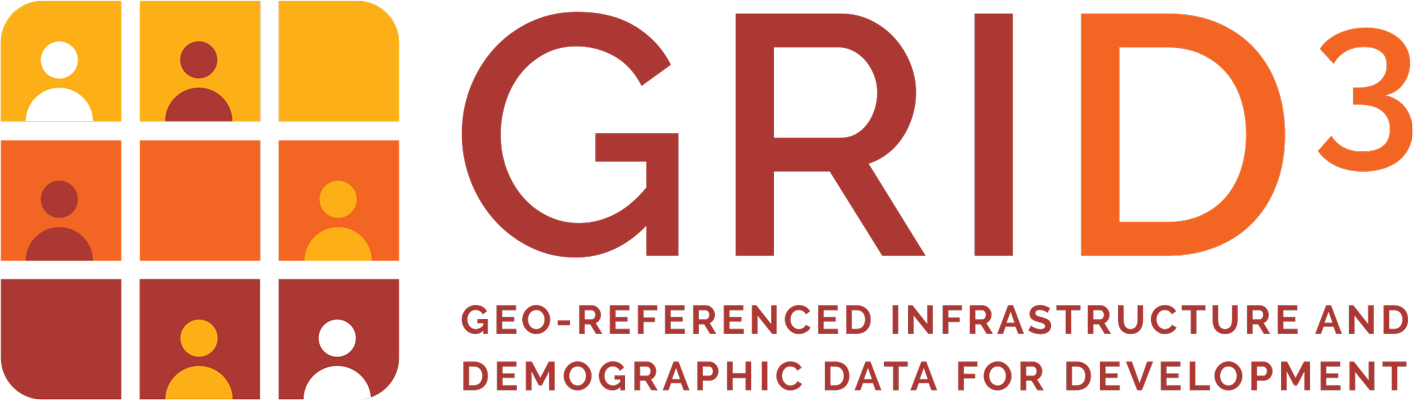 GRID³
GEO-REFERENCED INFRASTRUCTURE AND
DEMOGRAPHIC DATA FOR DEVELOPMENT